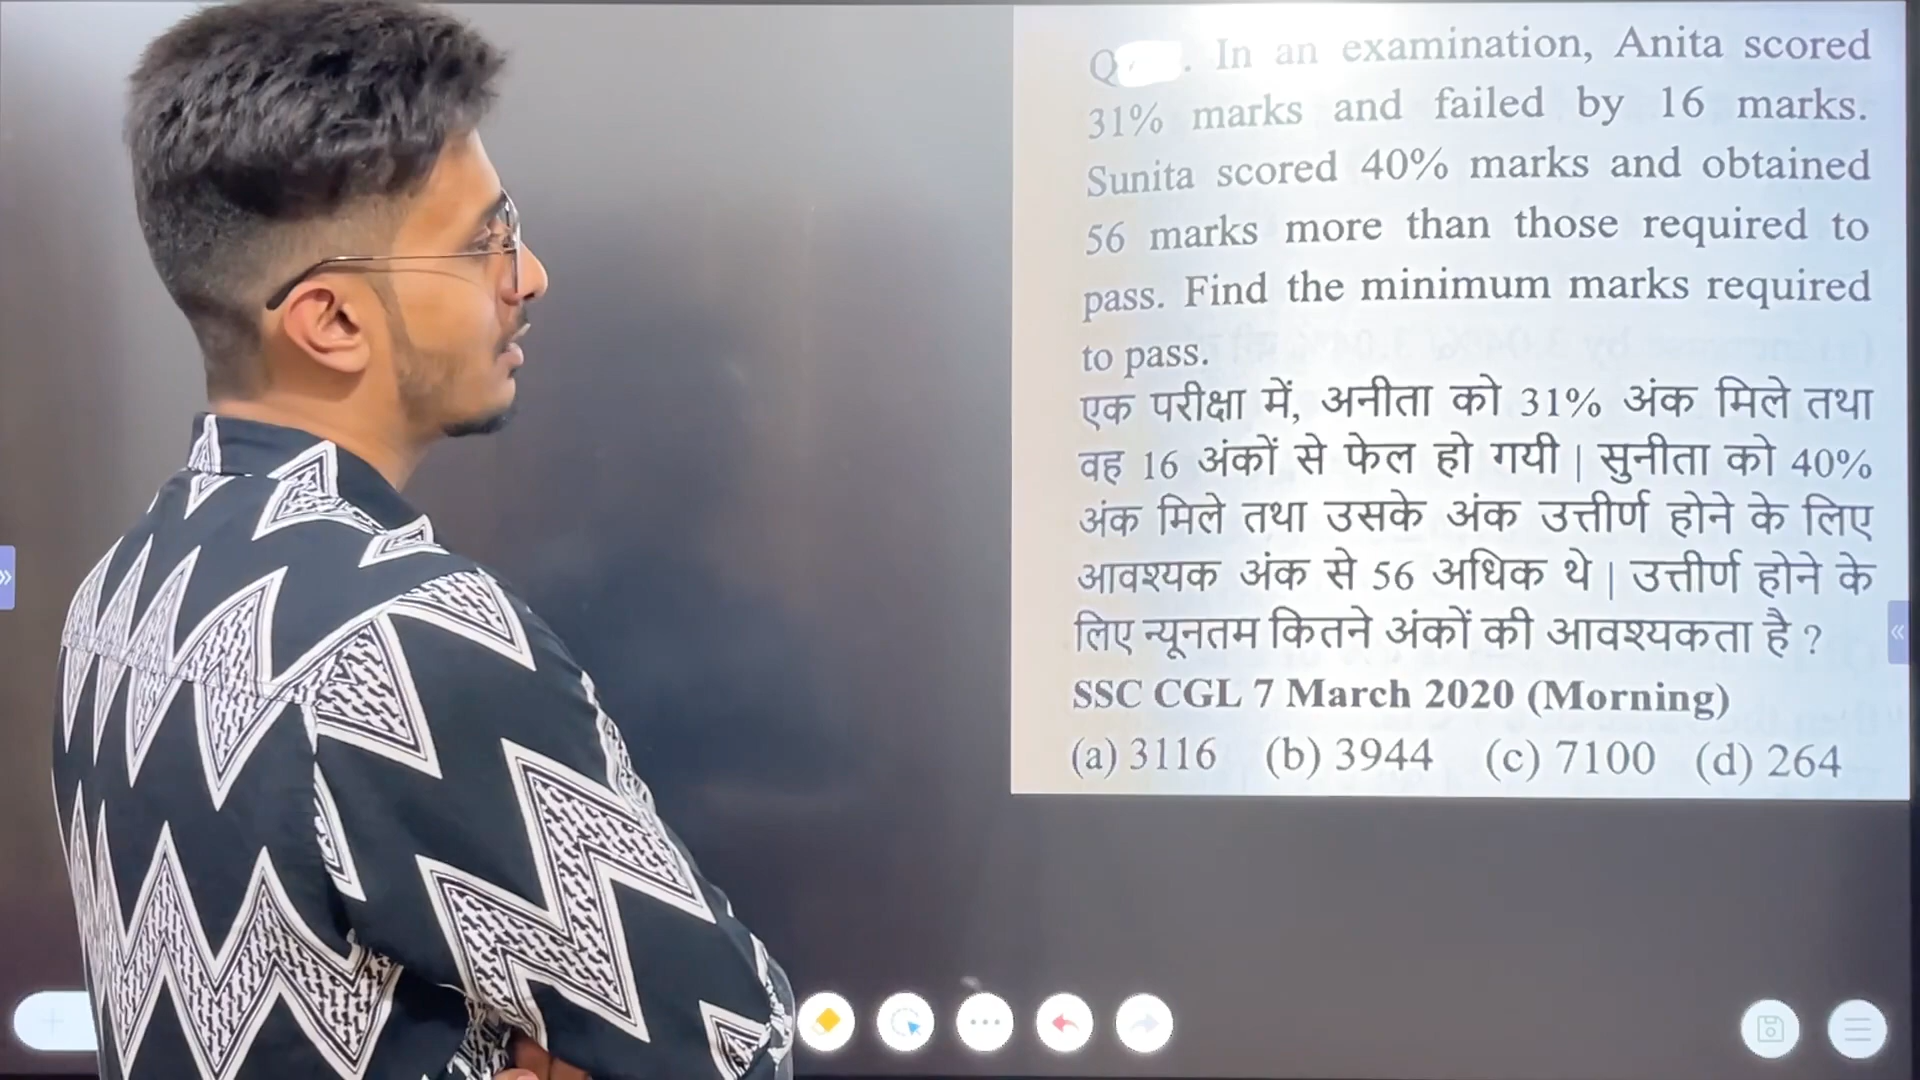 Q . In an examination, Anita scored
31% marks and failed by 16 marks.
Sunita scored 40% marks and obtained
56 marks more than those required to
pass. Find the minimum marks required
to pass.
एक परीक्षा में, अनीता को 31% अंक मिले तथा
वह 16 अंकों से फेल हो गयी | सुनीता को 40%
अंक मिले तथा उसके अंक उत्तीर्ण होने के लिए
आवश्यक अंक से 56 अधिक थे | उत्तीर्ण होने के
लिए न्यूनतम कितने अंकों की आवश्यकता है ?
SSC CGL 7 March 2020 (Morning)
(a) 3116 (b) 3944 (c) 7100 (d) 264